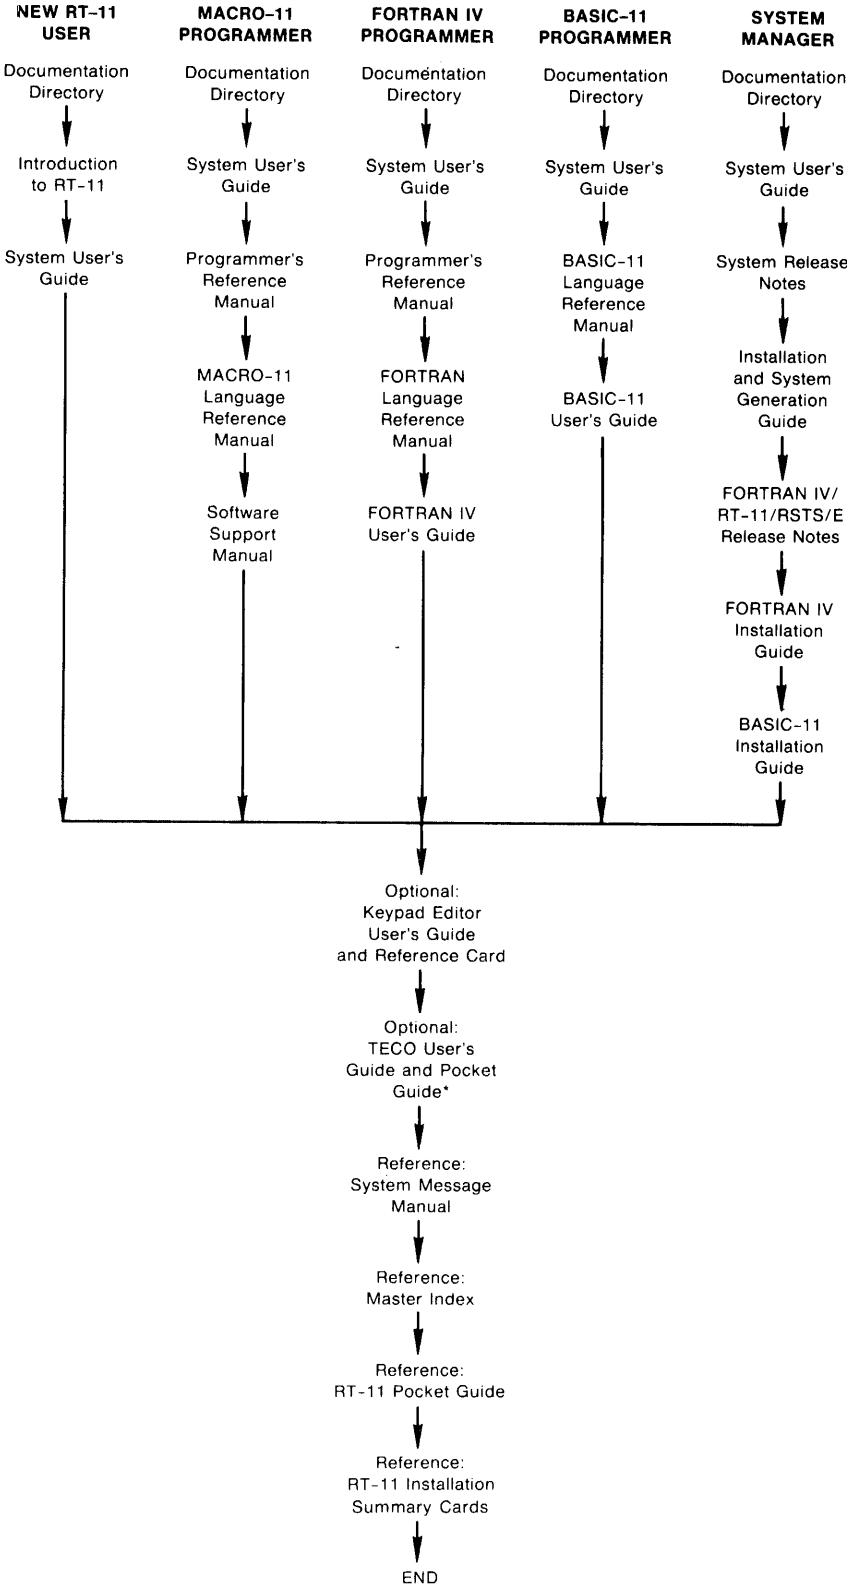 NEW RT-11
USER
Documentation
Directory
Introduction
to RT-11
System User's
Guide
MACRO-11
PROGRAMMER
Documentation
Directory
System User's
Guide
Programmer's
Reference
Manual
MACRO-11
Language
Reference
Manual
Software
Support
Manual
FORTRAN IV
PROGRAMMER
Documentation
Directory
System User's
Guide
Programmer's
Reference
Manual
FORTRAN
Language
Reference
Manual
FORTRAN IV
User's Guide
BASIC-11
PROGRAMMER
Documentation
Directory
System User's
Guide
BASIC-11
Language
Reference
Manual
BASIC-11
User's Guide
SYSTEM
MANAGER
Documentation
Directory
System User's
Guide
System Release
Notes
Installation
and System
Generation
Guide
FORTRAN IV/
RT-11/RSTS/E
Release Notes
FORTRAN IV
Installation
Guide
BASIC-11
Installation
Guide
Optional:
Keypad Editor
User's Guide
and Reference Card
Optional:
TECO User's
Guide and Pocket
Guide*
Reference:
System Message
Manual
Reference:
Master Index
Reference:
RT-11 Pocket Guide
Reference:
RT-11 Installation
Summary Cards
END